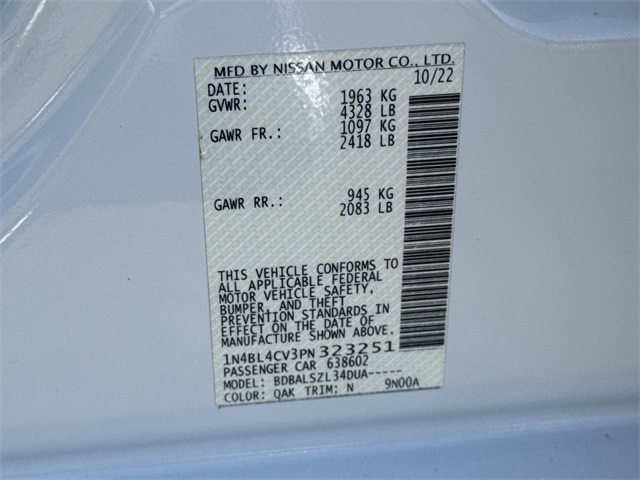 MFD BY NISSAN MOTOR CO., LTD.
DATE: 10/22
GVWR: 1963 KG
4328 LB
GAWR FR.: 1097 KG
2418 LB
GAWR RR.: 945 KG
2083 LB
THIS VEHICLE CONFORMS TO
ALL APPLICABLE FEDERAL
MOTOR VEHICLE SAFETY,
BUMPER, AND THEFT
PREVENTION STANDARDS
IN EFFECT ON THE DATE OF
MANUFACTURE SHOWN ABOVE.
1N4BL4CV3PN 323251
PASSENGER CAR 638602
MODEL: BDBALSZL34DUA-----
COLOR: QAK TRIM: N 9N00A